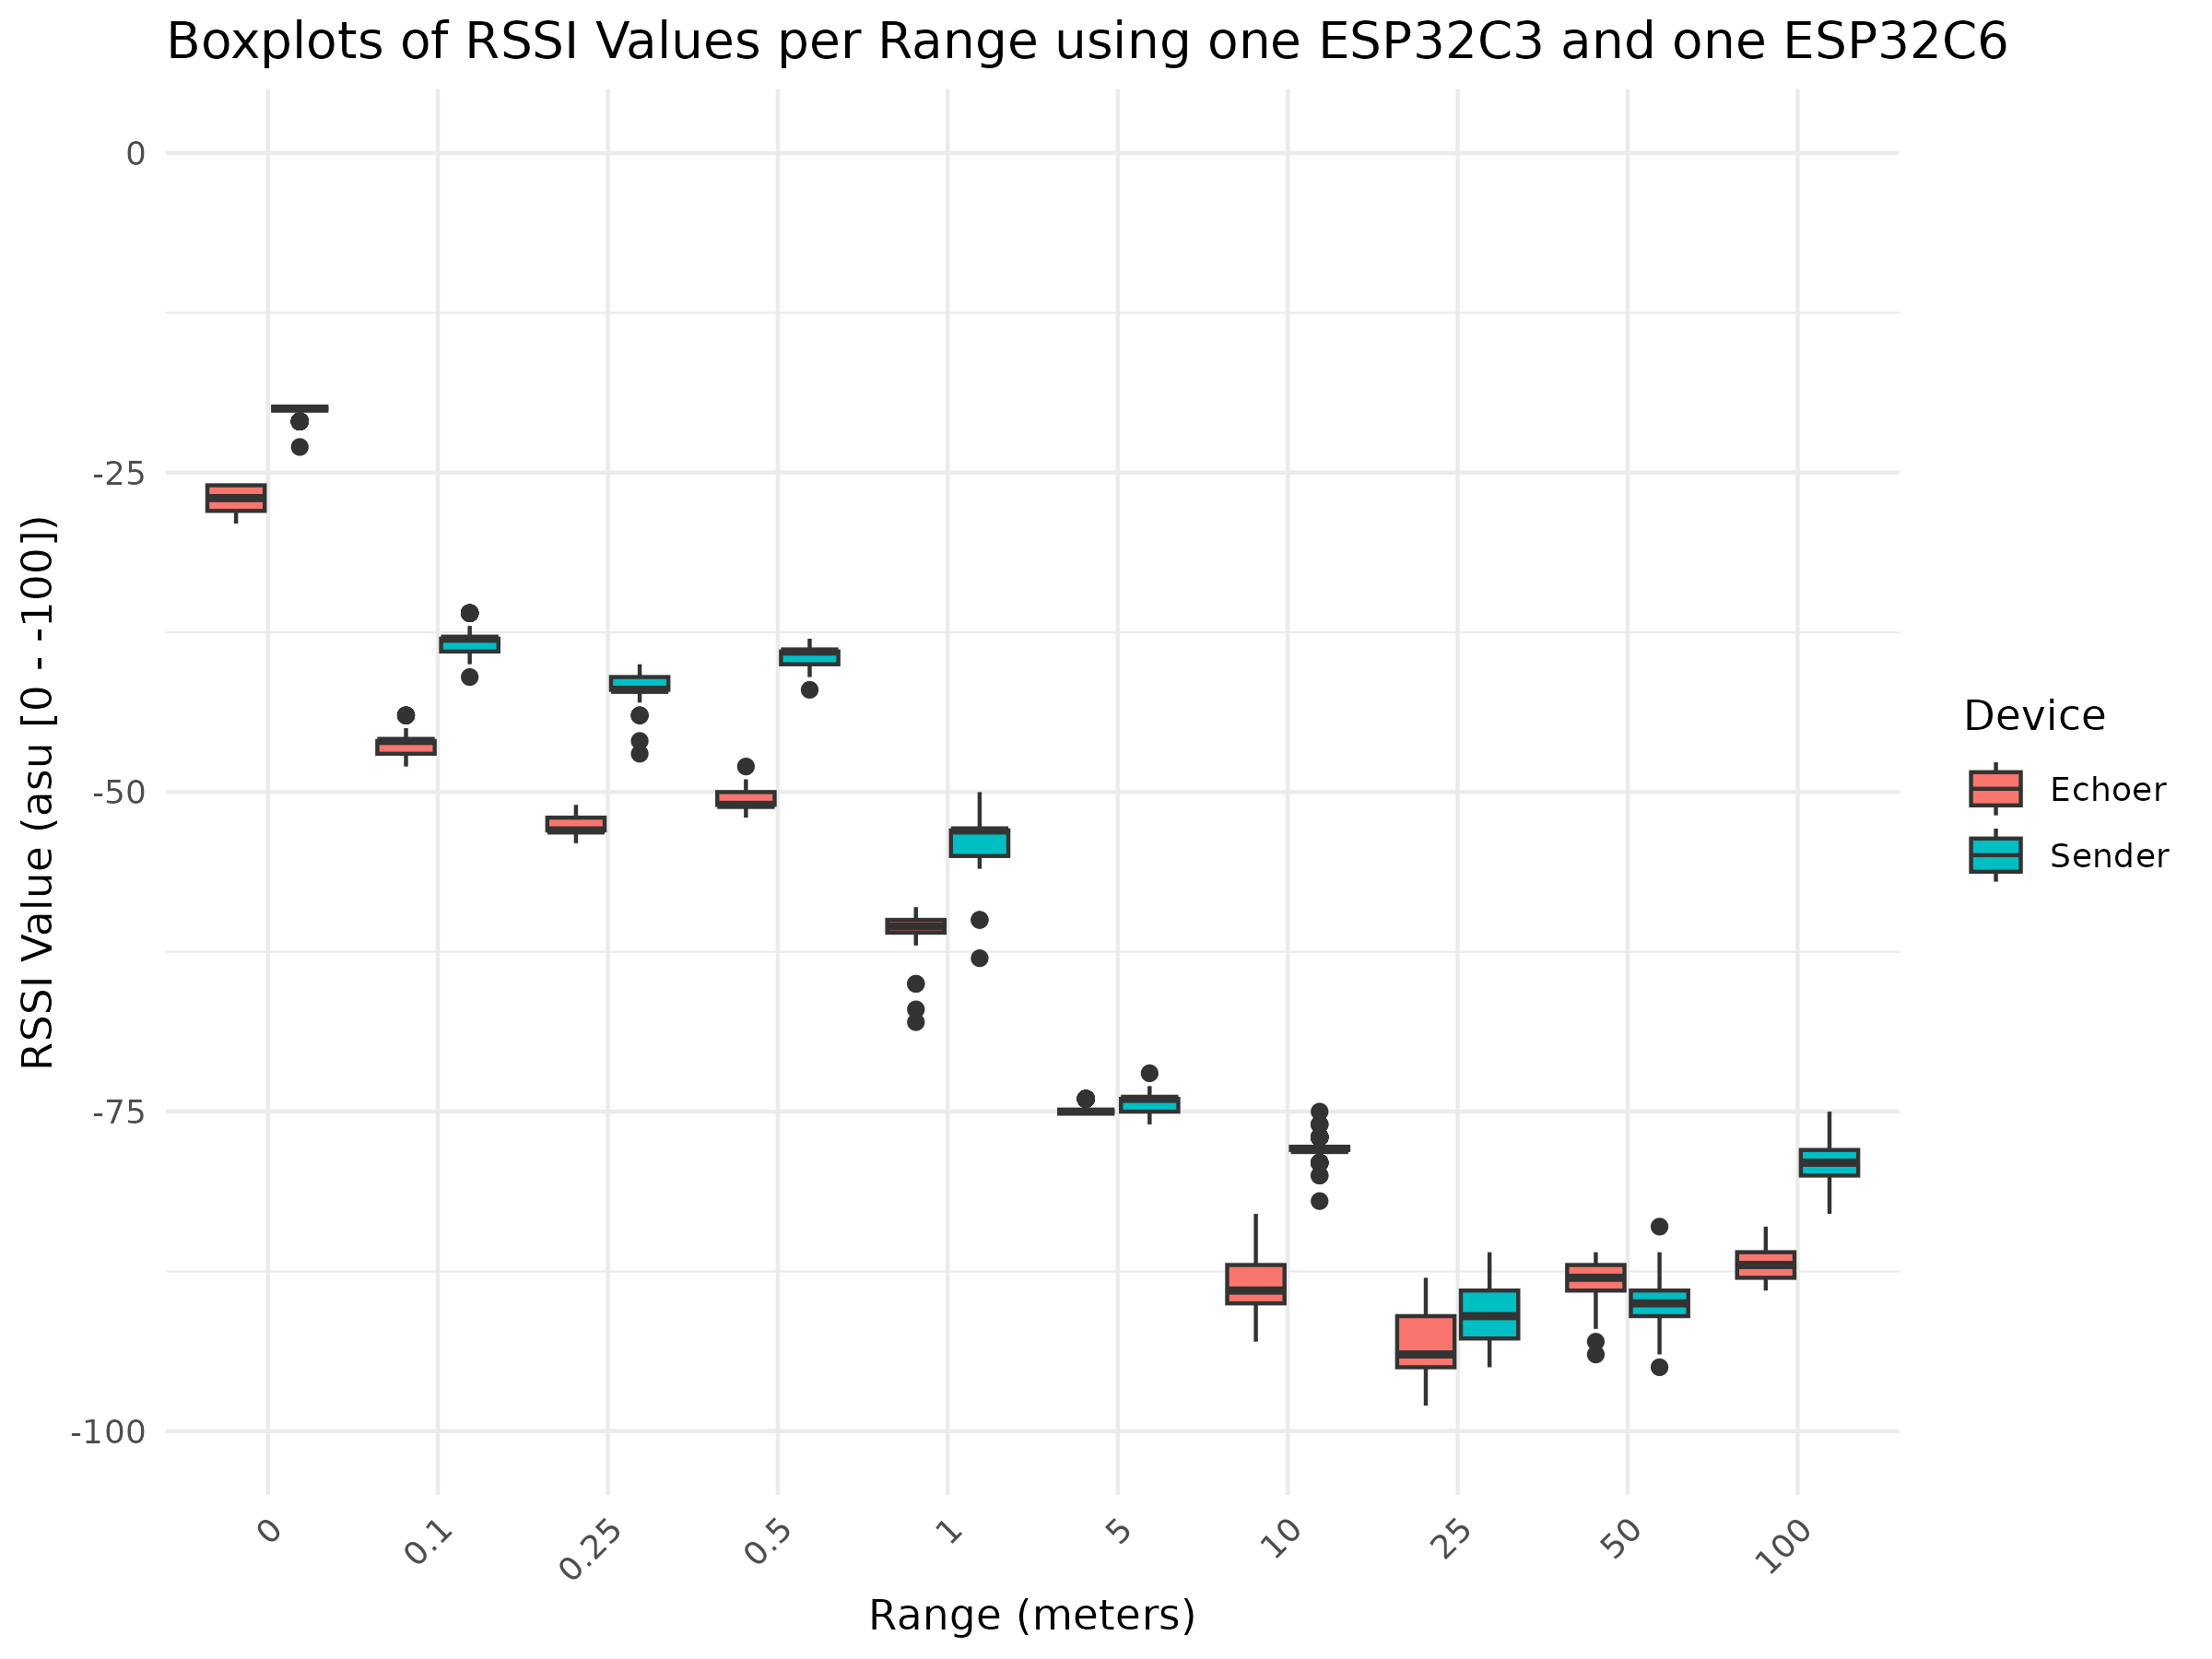 Boxplots of RSSI Values per Range using one ESP32C3 and one ESP32C6
RSSI Value (asu [0 - -100])
0
-25
-50
-75
-100
0
0.1
0.25
0.5
1
5
10
25
50
100
Range (meters)
Device
Echoer
Sender